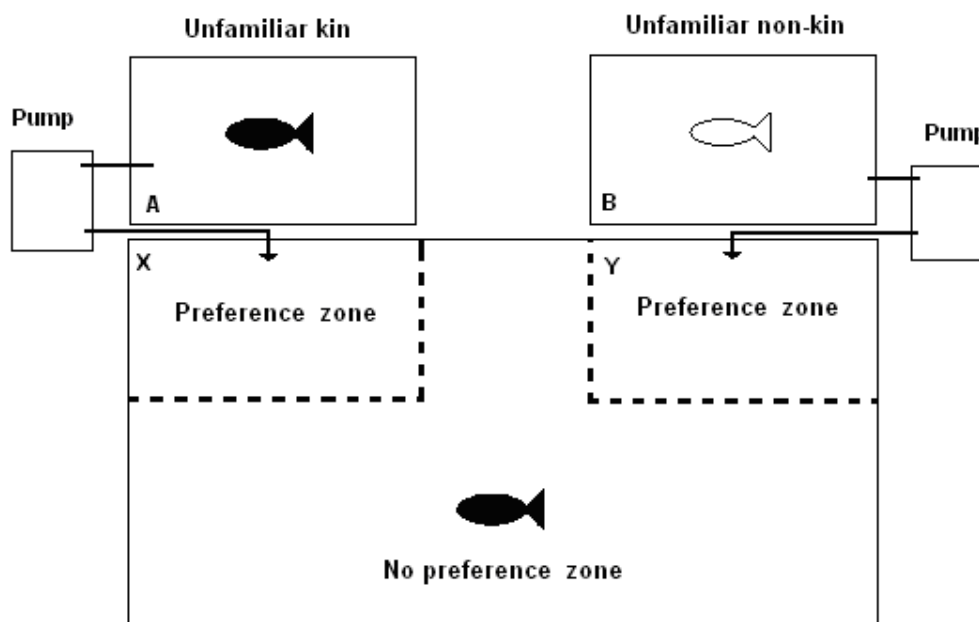 Unfamiliar kin
Unfamiliar non-kin
Pump
Pump
A
B
X
Y
Preference zone
Preference zone
No preference zone